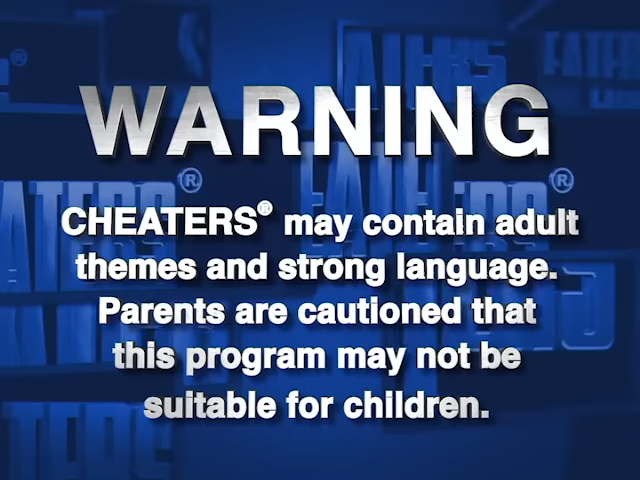 WARNING
CHEATERS® may contain adult
themes and strong language.
Parents are cautioned that
this program may not be
suitable for children.